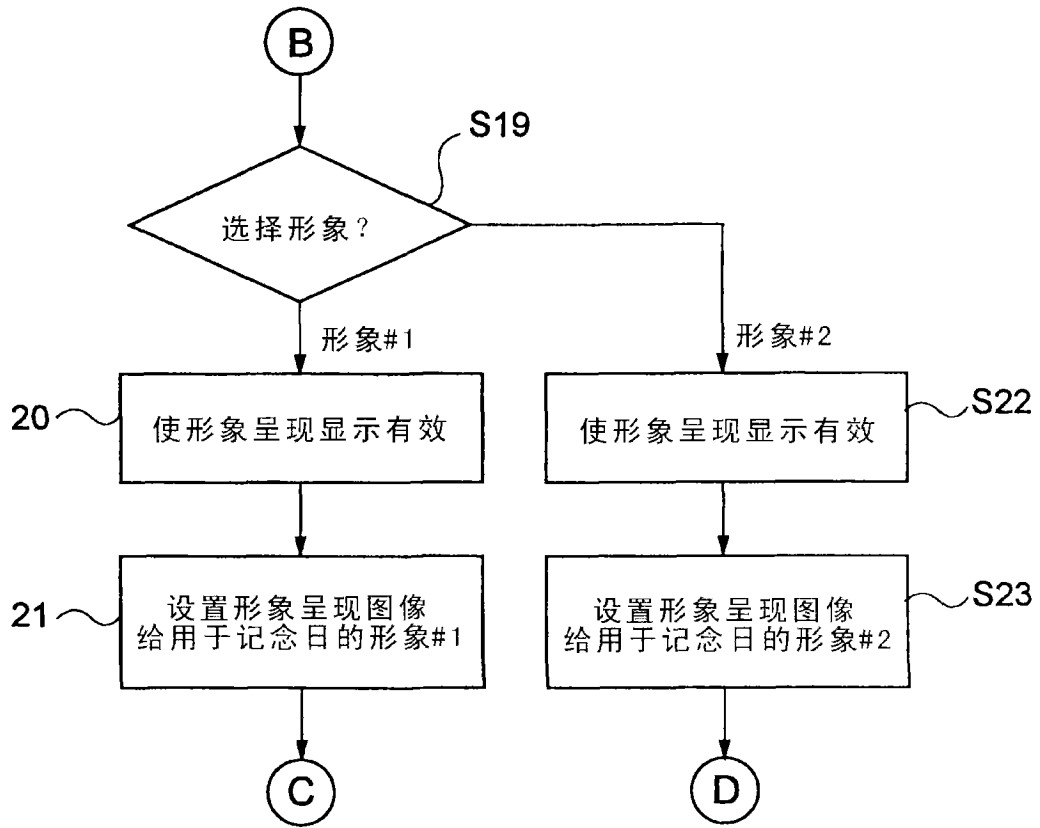 B
S19
选择形象?
形象#1
形象#2
20
使形象呈现显示有效
使形象呈现显示有效
S22
21
设置形象呈现图像
给用于记念日的形象#1
设置形象呈现图像
给用于记念日的形象#2
S23
C
D